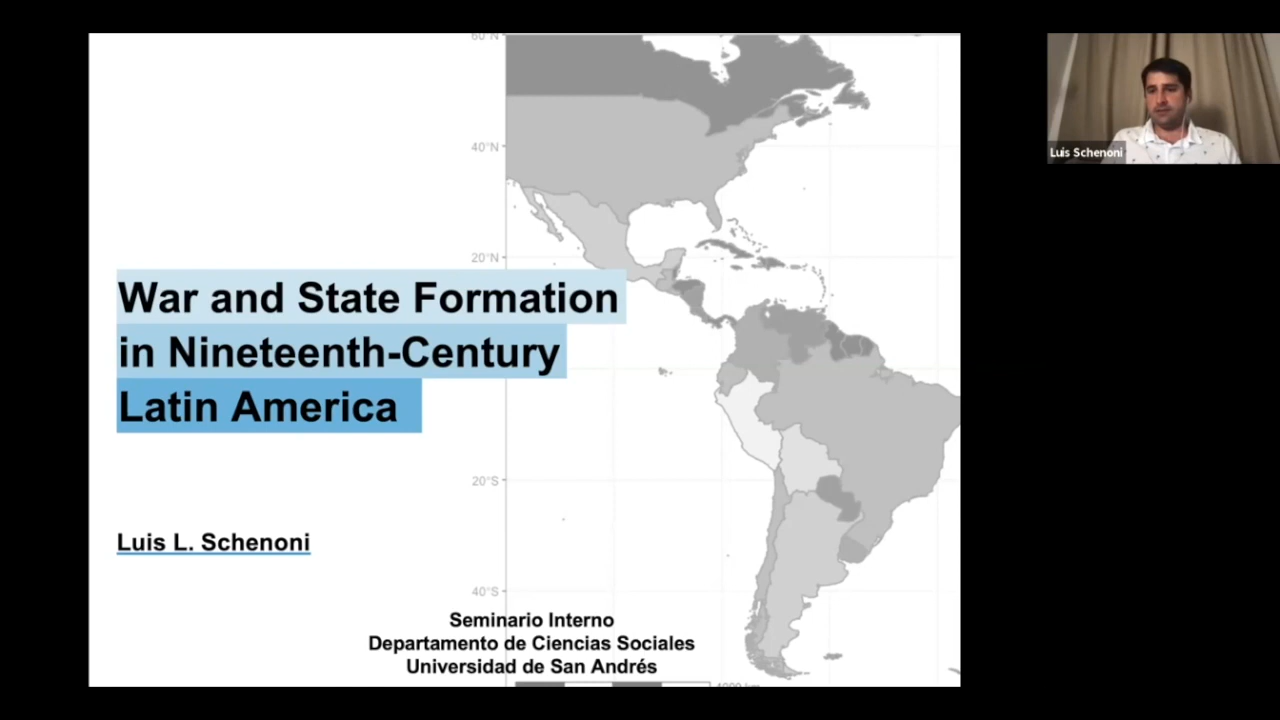 60°N
40°N
20°N
War and State Formation
in Nineteenth-Century
Latin America
20°S
Luis L. Schenoni
40°S
Seminario Interno
Departamento de Ciencias Sociales
Universidad de San Andrés
Luis Schenoni